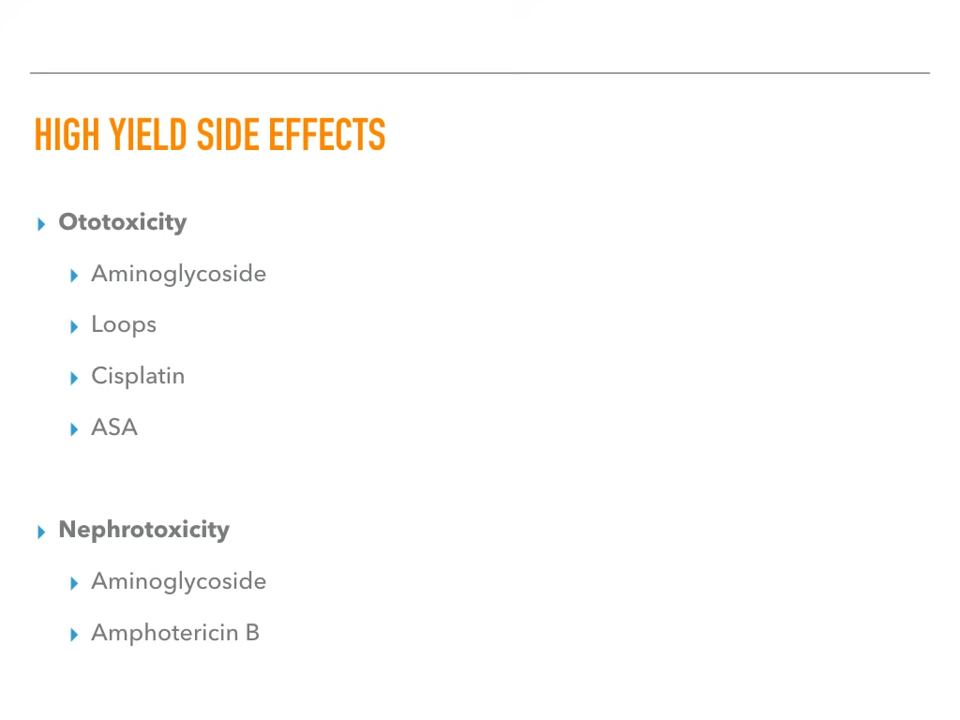 HIGH YIELD SIDE EFFECTS
Ototoxicity
Aminoglycoside
Loops
Cisplatin
ASA
Nephrotoxicity
Aminoglycoside
Amphotericin B